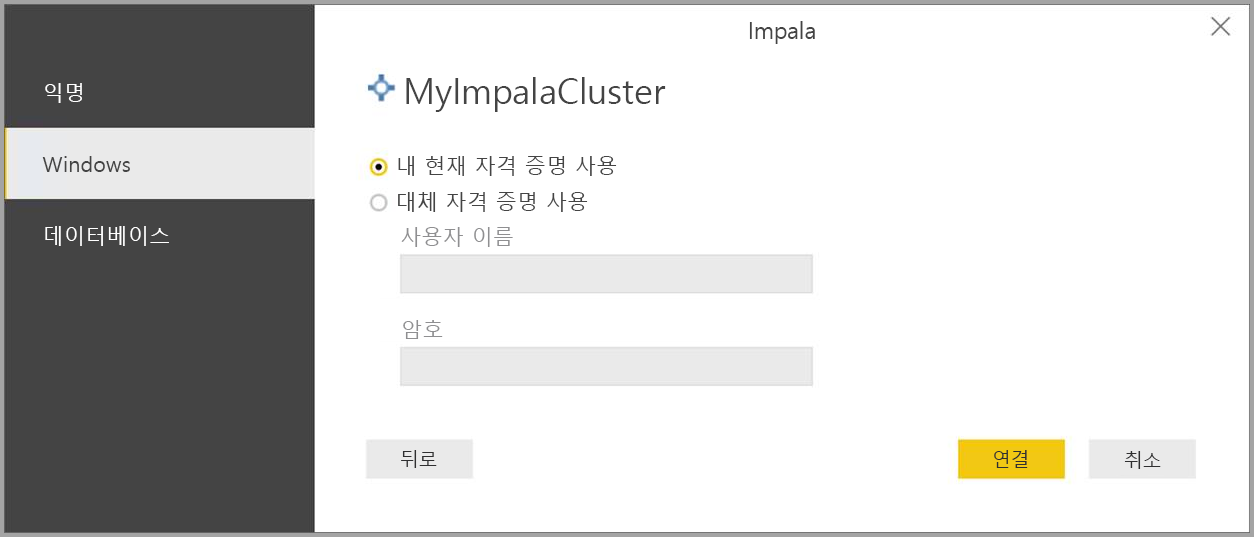 Impala
익명
Windows
데이터베이스
MyImpalaCluster
내 현재 자격 증명 사용
대체 자격 증명 사용
사용자 이름
암호
뒤로
연결
취소